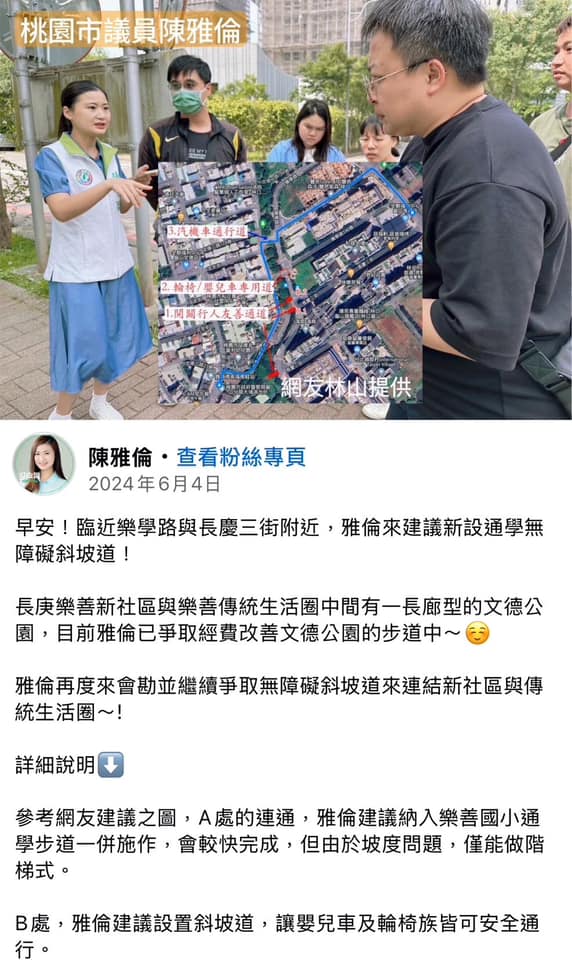 桃園市議員陳雅倫
3.汽機車通行道
2.輪椅/嬰兒車專用道
1.開闢行人友善通道
網友林山提供
陳雅倫・查看粉絲專頁
2024年6月4日
早安！臨近樂學路與長慶三街附近，雅倫來建議新設通學無
障礙斜坡道！
長庚樂善新社區與樂善傳統生活圈中間有一長廊型的文德公
園，目前雅倫已爭取經費改善文德公園的步道中～☺️
雅倫再度來會勘並繼續爭取無障礙斜坡道來連結新社區與傳
統生活圈～!
詳細說明⬇️
參考網友建議之圖，A處的連通，雅倫建議納入樂善國小通
學步道一併施作，會較快完成，但由於坡度問題，僅能做階
梯式。
B處，雅倫建議設置斜坡道，讓嬰兒車及輪椅族皆可安全通
行。